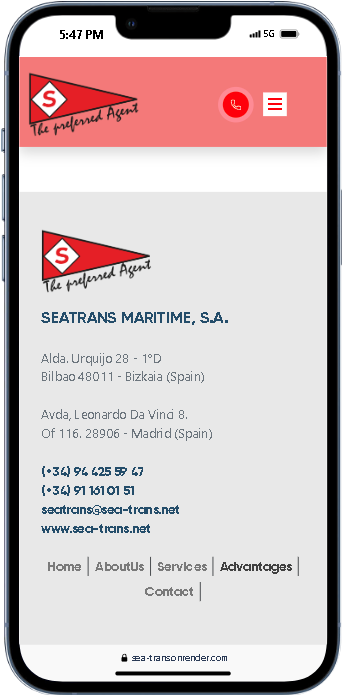 5:47 PM
5G
S
The preferred Agent
S
The preferred Agent
SEATRANS MARITIME, S.A.
Alda. Urquijo 28 - 1ºD
Bilbao 48011 - Bizkaia (Spain)
Avda, Leonardo Da Vinci 8.
Of 116. 28906 - Madrid (Spain)
(+34) 94 425 59 47
(+34) 91 161 01 51
seatrans@sea-trans.net
www.sea-trans.net
Home | AboutUs | Services | Advantages |
Contact |
sea-transonrender.com